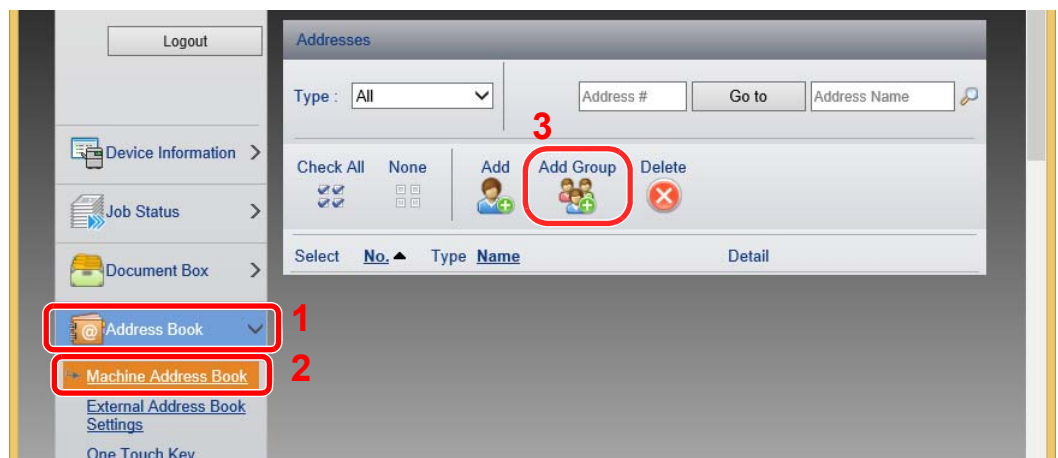 Logout
Addresses
Type : All
Address # Go to Address Name
3
Check All None Add Add Group Delete
Device Information
Job Status
Select No. Type Name Detail
Document Box
Address Book 1
Machine Address Book 2
External Address Book
Settings
One Touch Key